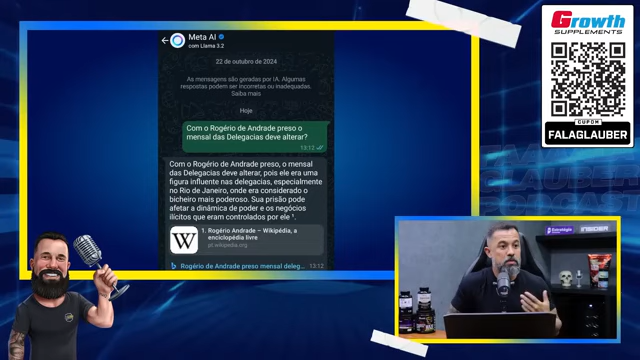 Meta AI
com Llama 3.2
22 de outubro de 2024
As mensagens são geradas por IA. Algumas
respostas podem ser incorretas ou inadequadas.
Saiba mais
Hoje
Com o Rogério de Andrade preso o
mensal das Delegacias deve alterar?
13:12
Com o Rogério de Andrade preso, o mensal
das Delegacias deve alterar, pois ele era uma
figura influente nas delegacias, especialmente
no Rio de Janeiro, onde era considerado o
bicheiro mais poderoso. Sua prisão pode
afetar a dinâmica de poder e os negócios
ilícitos que eram controlados por ele ¹.
W
1. Rogério Andrade – Wikipédia, a
enciclopédia livre
pt.wikipedia.org
Rogério de Andrade preso mensal deleg...
13:12
Growth
SUPPLEMENTS
CUPOM
FALAGLAUBER
GLAUBER
PODCAST
Estratégia
INSIDER